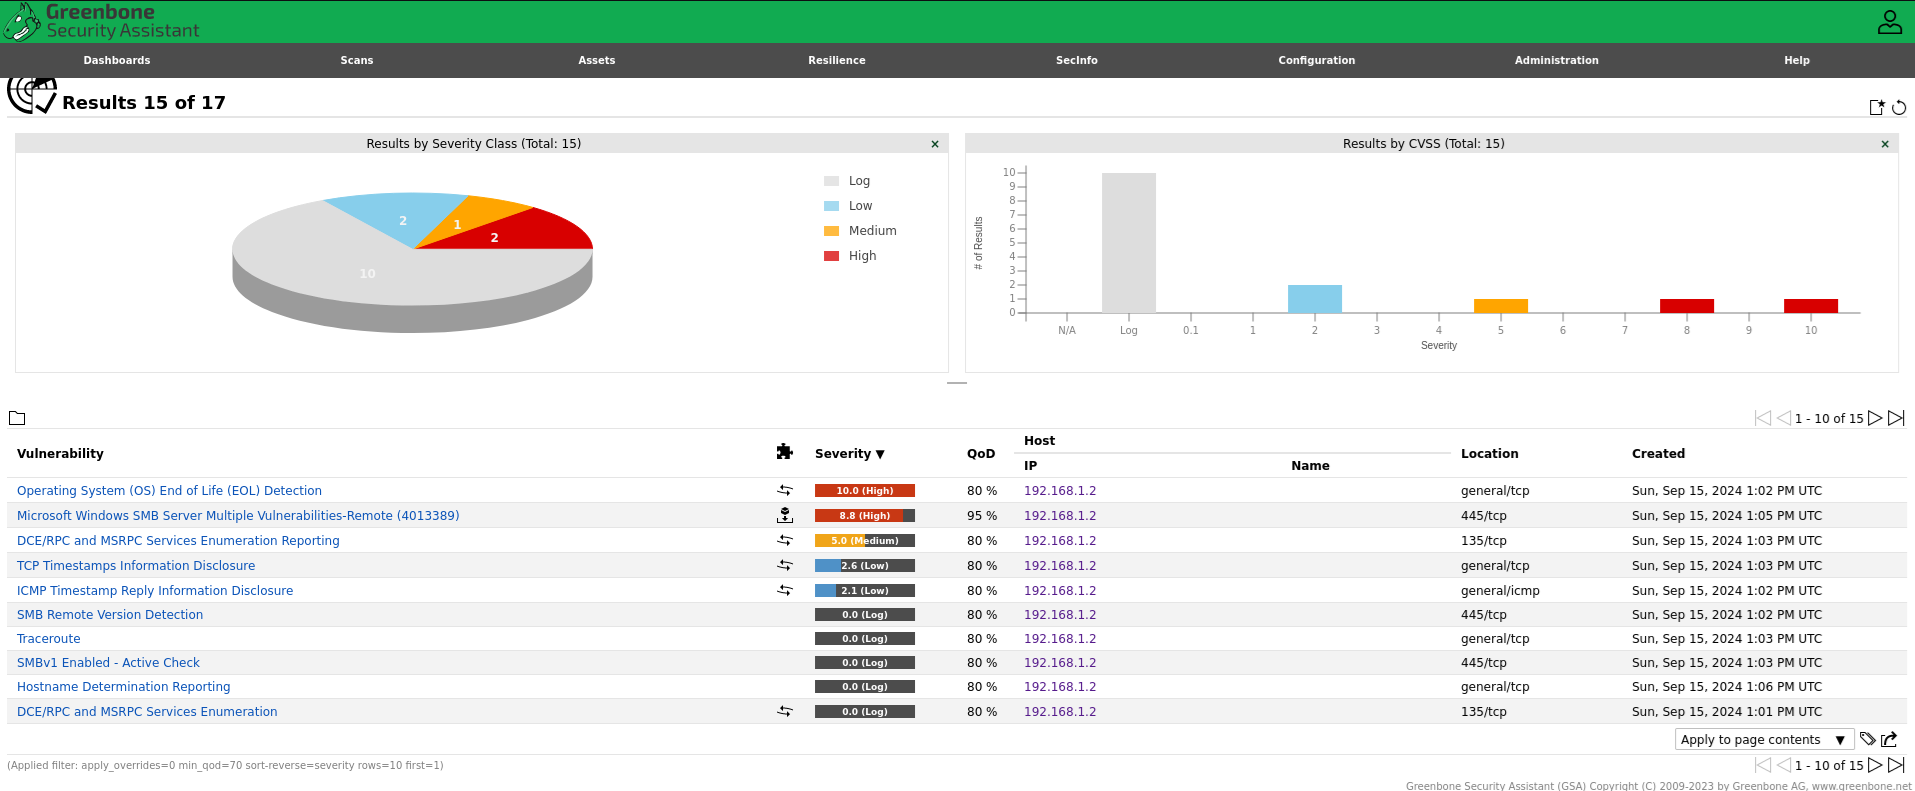 Greenbone
Security Assistant
Dashboards Scans Assets Resilience SecInfo Configuration Administration Help
Results 15 of 17
Results by Severity Class (Total: 15) ×
2
1
2
10
Log
Low
Medium
High
Results by CVSS (Total: 15) ×
# of Results
10
9
8
7
6
5
4
3
2
1
0
N/A Log 0.1 1 2 3 4 5 6 7 8 9 10
Severity
1 - 10 of 15
Vulnerability Severity ▼ QoD Host Location Created
IP Name
Operating System (OS) End of Life (EOL) Detection 10.0 (High) 80 % 192.168.1.2 general/tcp Sun, Sep 15, 2024 1:02 PM UTC
Microsoft Windows SMB Server Multiple Vulnerabilities-Remote (4013389) 8.8 (High) 95 % 192.168.1.2 445/tcp Sun, Sep 15, 2024 1:05 PM UTC
DCE/RPC and MSRPC Services Enumeration Reporting 5.0 (Medium) 80 % 192.168.1.2 135/tcp Sun, Sep 15, 2024 1:03 PM UTC
TCP Timestamps Information Disclosure 2.6 (Low) 80 % 192.168.1.2 general/tcp Sun, Sep 15, 2024 1:03 PM UTC
ICMP Timestamp Reply Information Disclosure 2.1 (Low) 80 % 192.168.1.2 general/icmp Sun, Sep 15, 2024 1:02 PM UTC
SMB Remote Version Detection 0.0 (Log) 80 % 192.168.1.2 445/tcp Sun, Sep 15, 2024 1:02 PM UTC
Traceroute 0.0 (Log) 80 % 192.168.1.2 general/tcp Sun, Sep 15, 2024 1:03 PM UTC
SMBv1 Enabled - Active Check 0.0 (Log) 80 % 192.168.1.2 445/tcp Sun, Sep 15, 2024 1:03 PM UTC
Hostname Determination Reporting 0.0 (Log) 80 % 192.168.1.2 general/tcp Sun, Sep 15, 2024 1:06 PM UTC
DCE/RPC and MSRPC Services Enumeration 0.0 (Log) 80 % 192.168.1.2 135/tcp Sun, Sep 15, 2024 1:01 PM UTC
Apply to page contents ▼
(Applied filter: apply_overrides=0 min_qod=70 sort-reverse=severity rows=10 first=1)
1 - 10 of 15
Greenbone Security Assistant (GSA) Copyright (C) 2009-2023 by Greenbone AG, www.greenbone.net